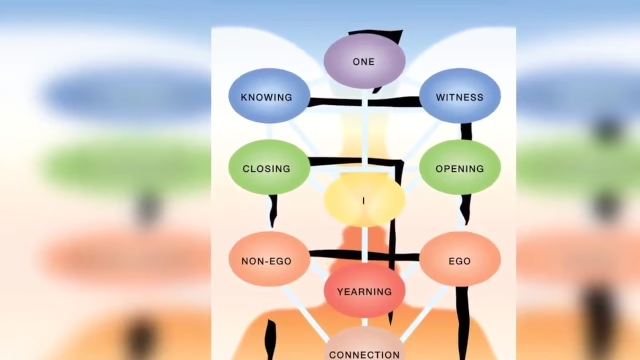 ONE
KNOWING
WITNESS
CLOSING
OPENING
I
NON-EGO
EGO
YEARNING
CONNECTION